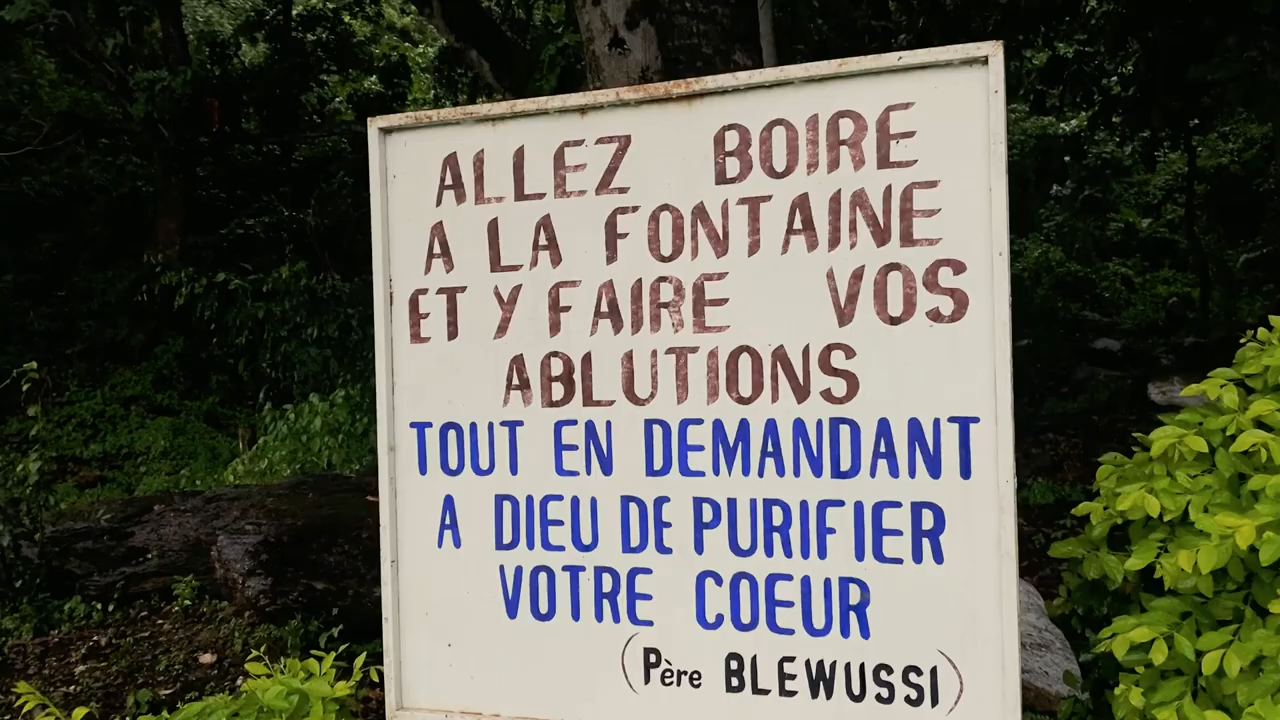 ALLEZ BOIRE
A LA FONTAINE
ET Y FAIRE VOS
ABLUTIONS
TOUT EN DEMANDANT
A DIEU DE PURIFIER
VOTRE COEUR
(Père BLEWUSSI)